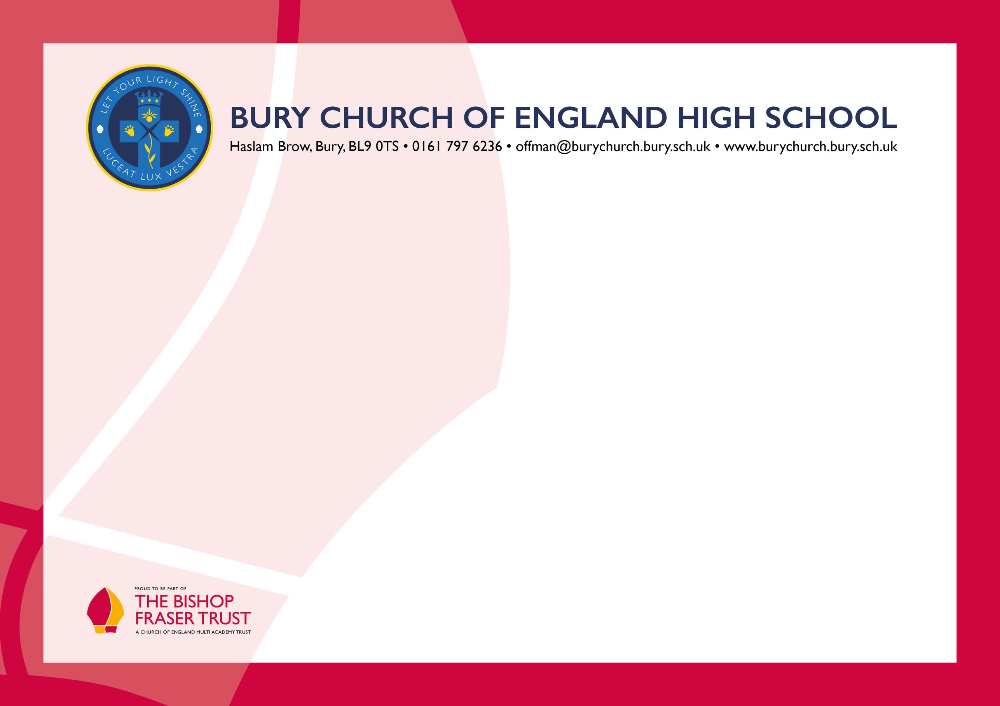 LET YOUR LIGHT SHINE
LUCEAT LUX VESTRA
BURY CHURCH OF ENGLAND HIGH SCHOOL
Haslam Brow, Bury, BL9 0TS • 0161 797 6236 • offman@burychurch.bury.sch.uk • www.burychurch.bury.sch.uk
PROUD TO BE PART OF
THE BISHOP
FRASER TRUST
A CHURCH OF ENGLAND MULTI ACADEMY TRUST